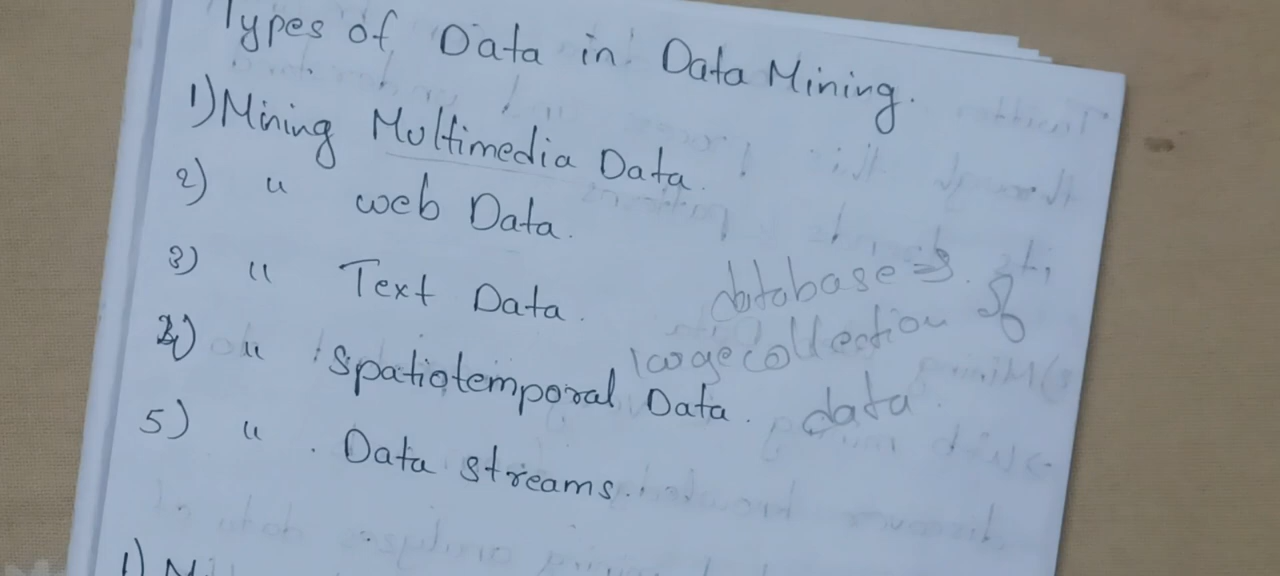 Types of Data in Data Mining.
1) Mining Multimedia Data.
2) " web Data.
3) " Text Data.
4) " Spatiotemporal Data.
5) " Data streams.
database
large collection of
data
1)